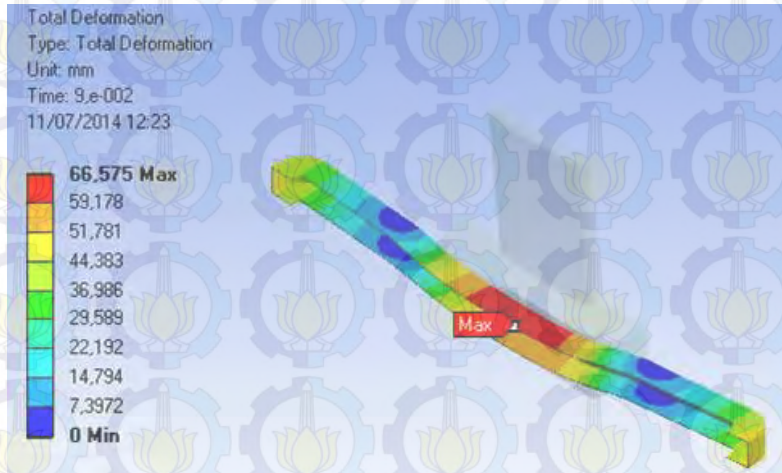 Total Deformation
Type: Total Deformation
Unit: mm
Time: 9,e-002
11/07/2014 12:23
66,575 Max
59,178
51,781
44,383
36,986
29,589
22,192
14,794
7,3972
0 Min
Max